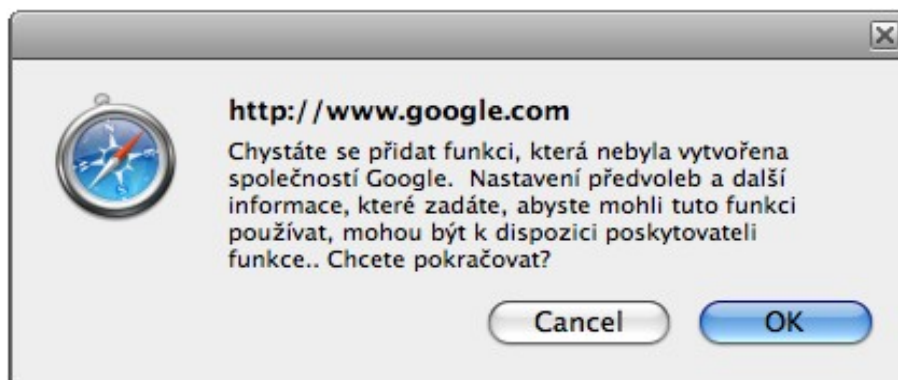 http://www.google.com
Chystáte se přidat funkci, která nebyla vytvořena
společností Google.  Nastavení předvoleb a další
informace, které zadáte, abyste mohli tuto funkci
používat, mohou být k dispozici poskytovateli
funkce.. Chcete pokračovat?
Cancel OK